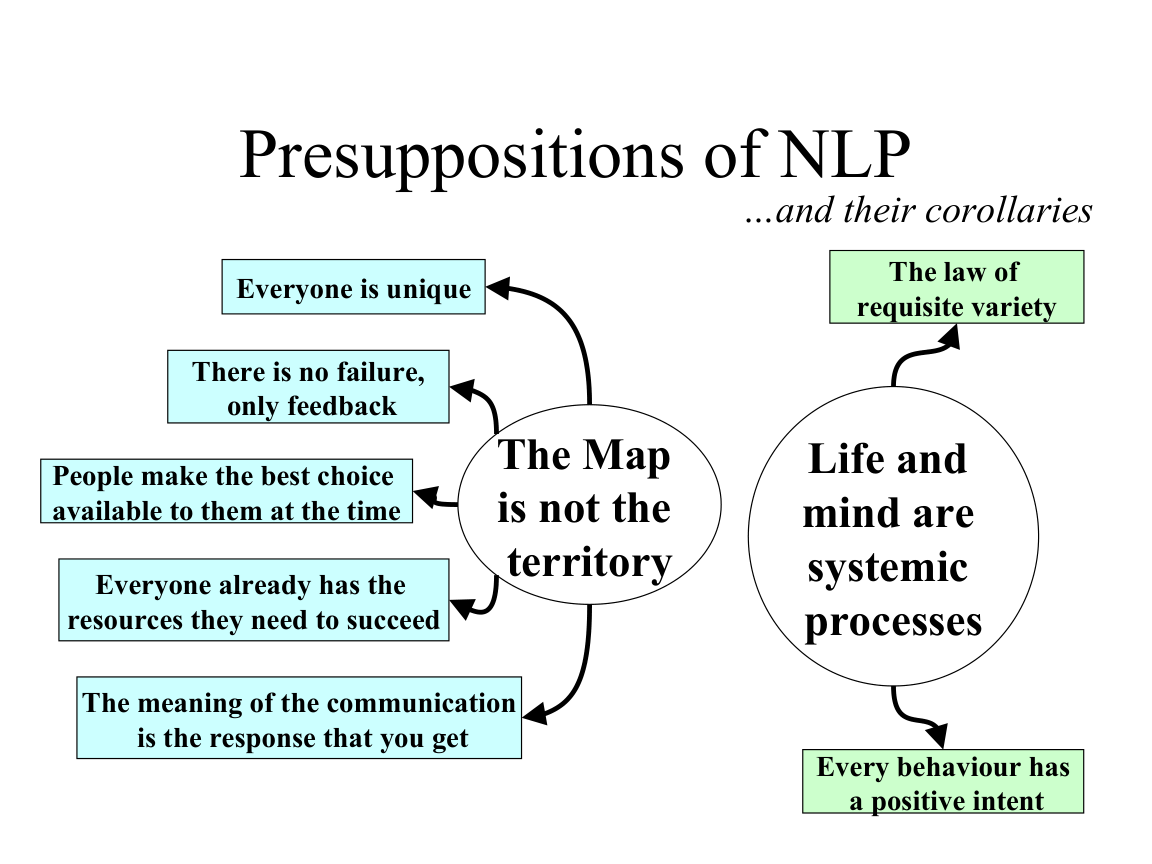 Presuppositions of NLP
...and their corollaries
Everyone is unique
There is no failure,
only feedback
People make the best choice
available to them at the time
Everyone already has the
resources they need to succeed
The meaning of the communication
is the response that you get
The Map
is not the
territory
The law of
requisite variety
Life and
mind are
systemic
processes
Every behaviour has
a positive intent